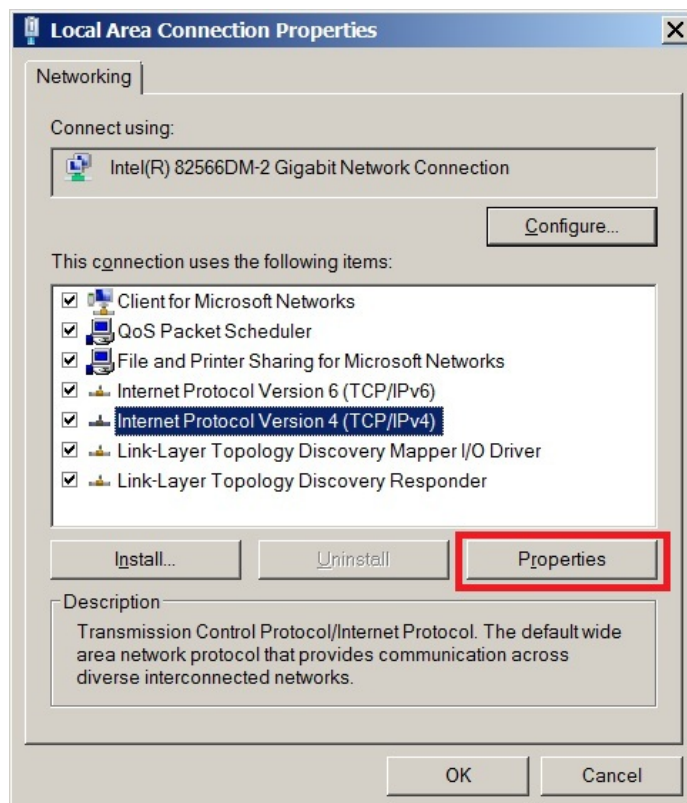 Local Area Connection Properties
Networking
Connect using:
Intel(R) 82566DM-2 Gigabit Network Connection
Configure...
This connection uses the following items:
Client for Microsoft Networks
QoS Packet Scheduler
File and Printer Sharing for Microsoft Networks
Internet Protocol Version 6 (TCP/IPv6)
Internet Protocol Version 4 (TCP/IPv4)
Link-Layer Topology Discovery Mapper I/O Driver
Link-Layer Topology Discovery Responder
Install... Uninstall Properties
Description
Transmission Control Protocol/Internet Protocol. The default wide
area network protocol that provides communication across
diverse interconnected networks.
OK Cancel